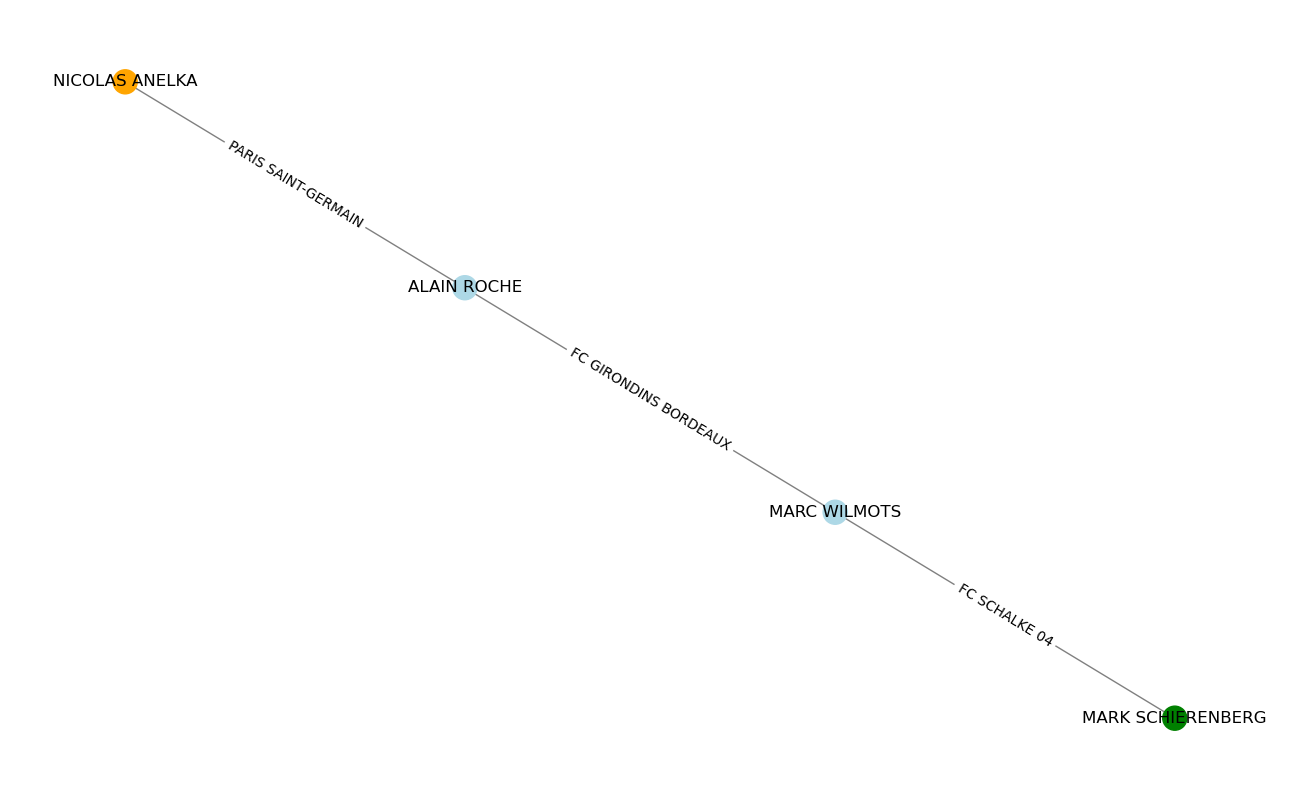 NICOLAS ANELKA
PARIS SAINT-GERMAIN
ALAIN ROCHE
FC GIRONDINS BORDEAUX
MARC WILMOTS
FC SCHALKE 04
MARK SCHIERENBERG